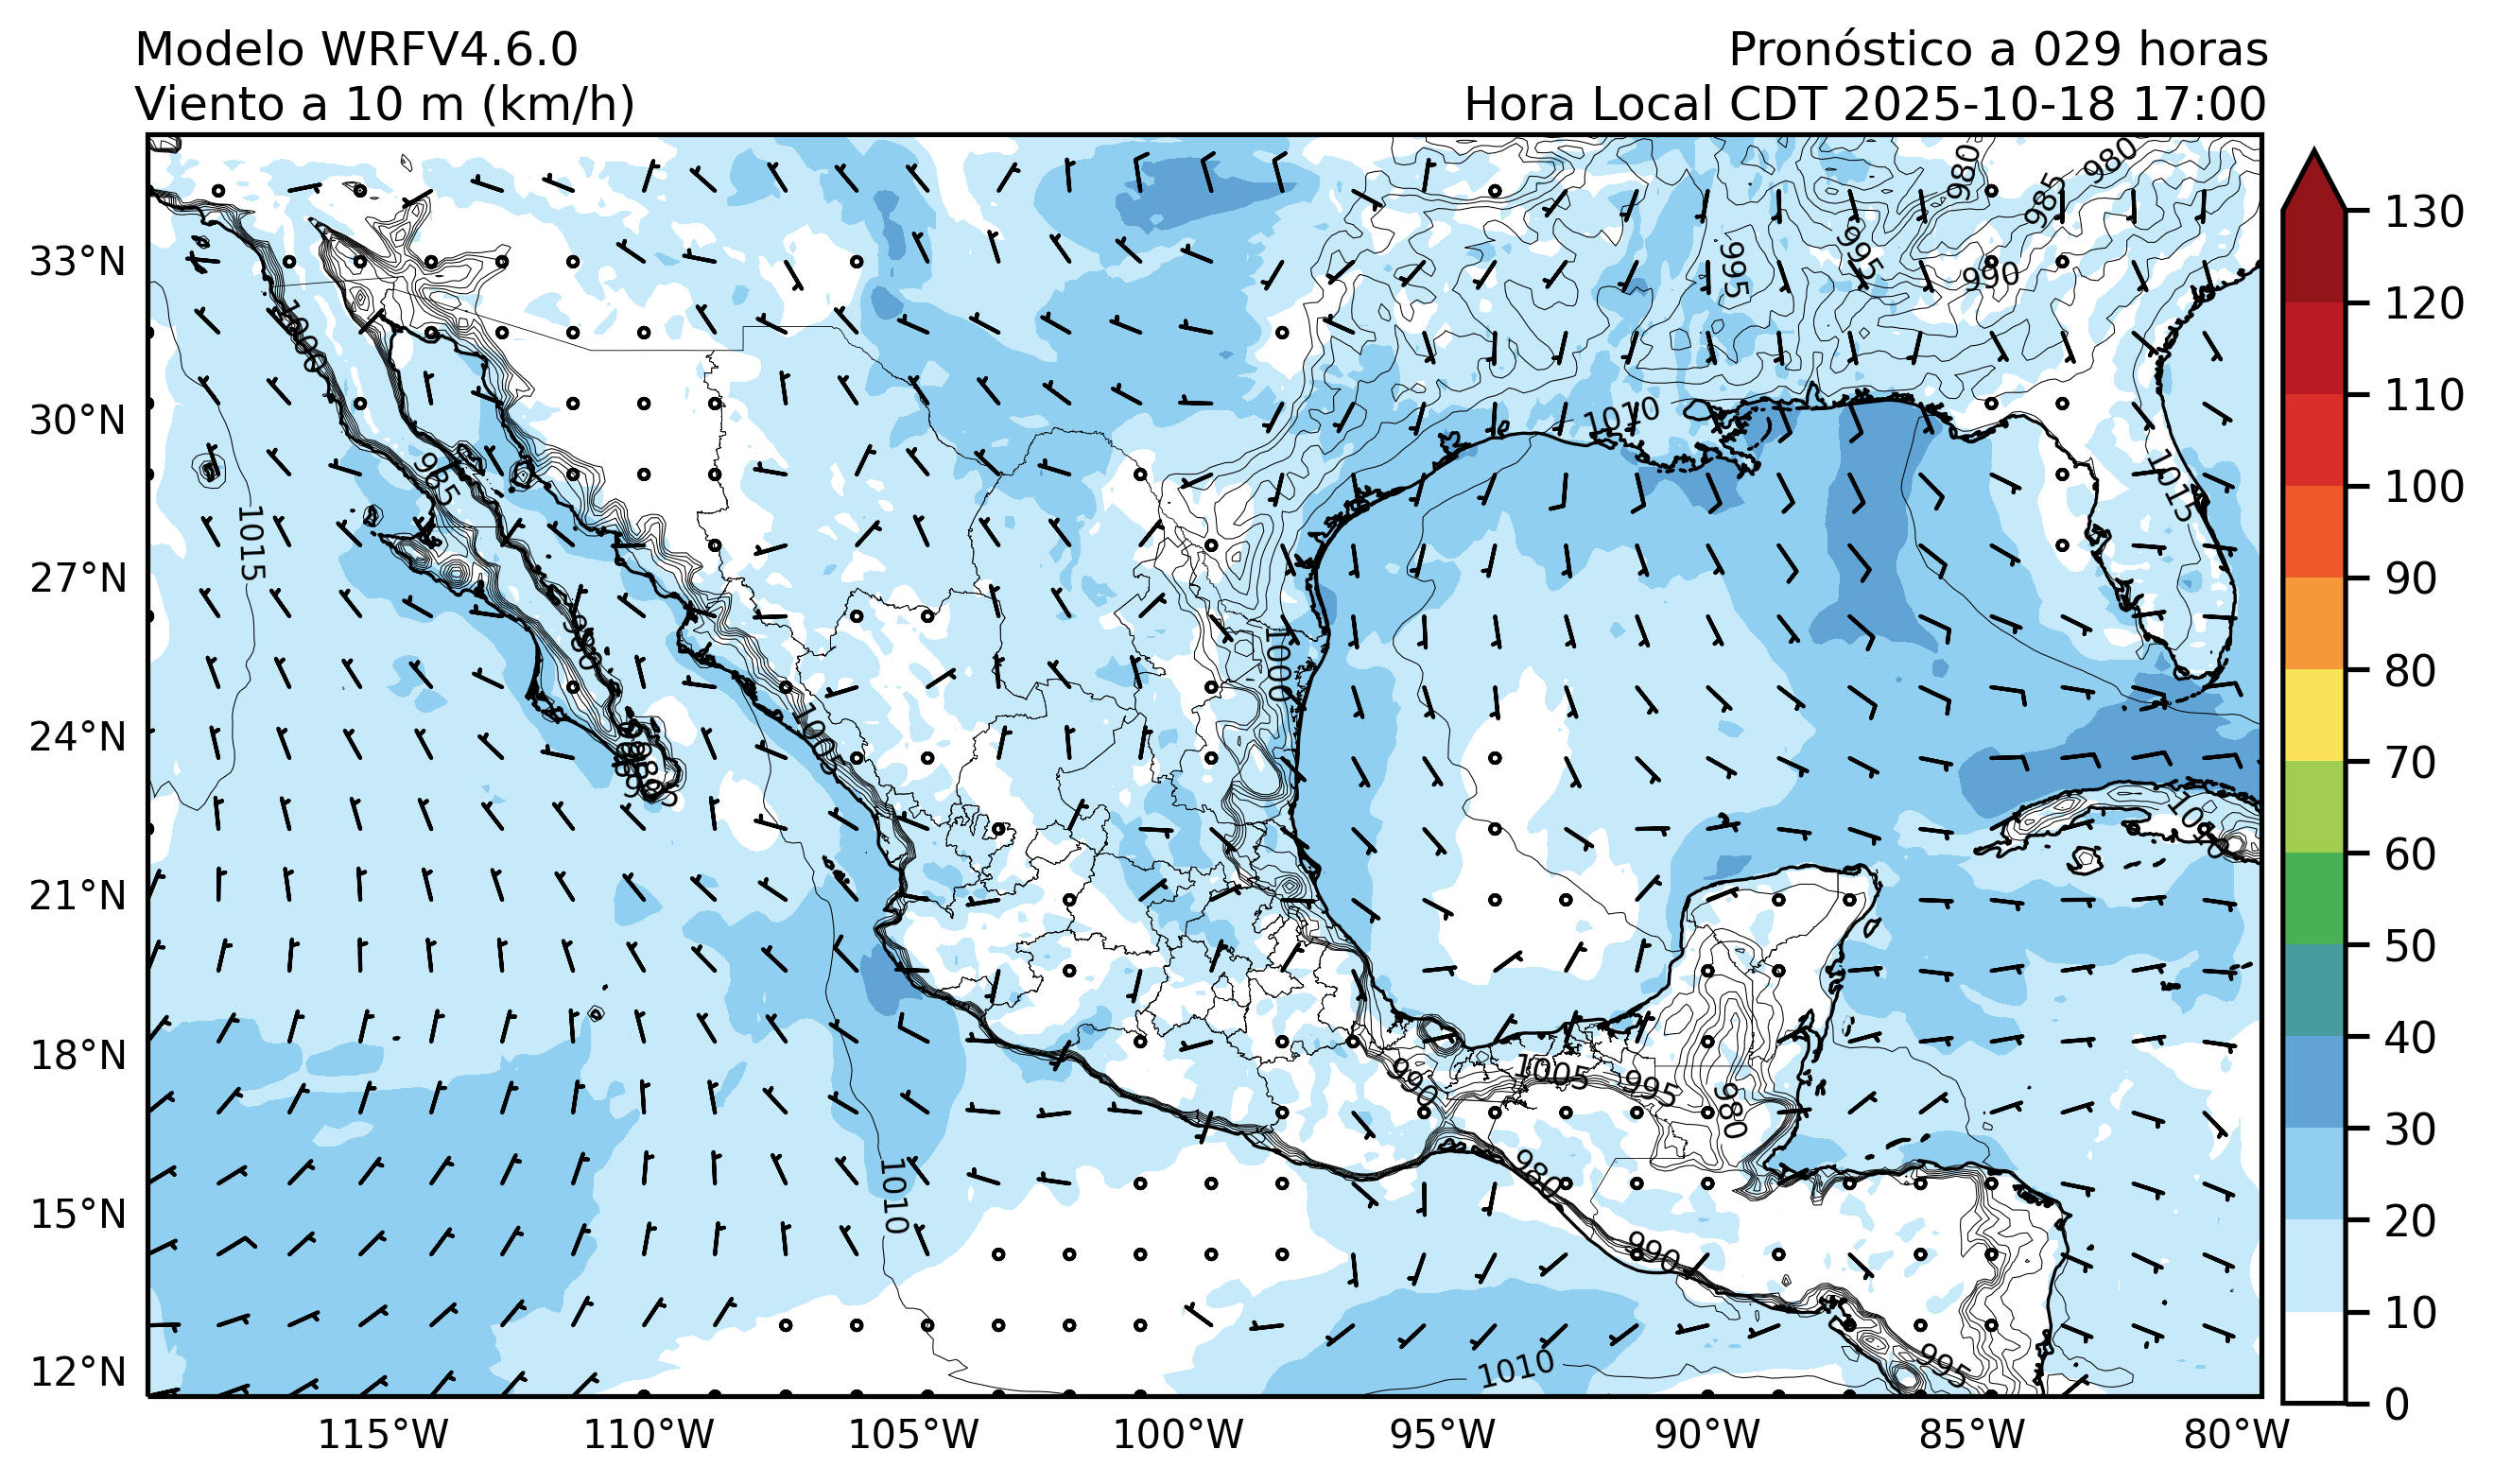 Modelo WRFV4.6.0
Pronóstico a 029 horas
Viento a 10 m (km/h)
Hora Local CDT 2025-10-18 17:00
980
980
985
995
995
990
33°N
1000
1010
30°N
985
1015
1015
27°N
980
1000
24°N
1005
21°N
18°N
990
1005
995
980
15°N
980
1010
990
12°N
1010
995
115°W
110°W
105°W
100°W
95°W
90°W
85°W
80°W
130
120
110
100
90
80
70
60
50
40
30
20
10
0